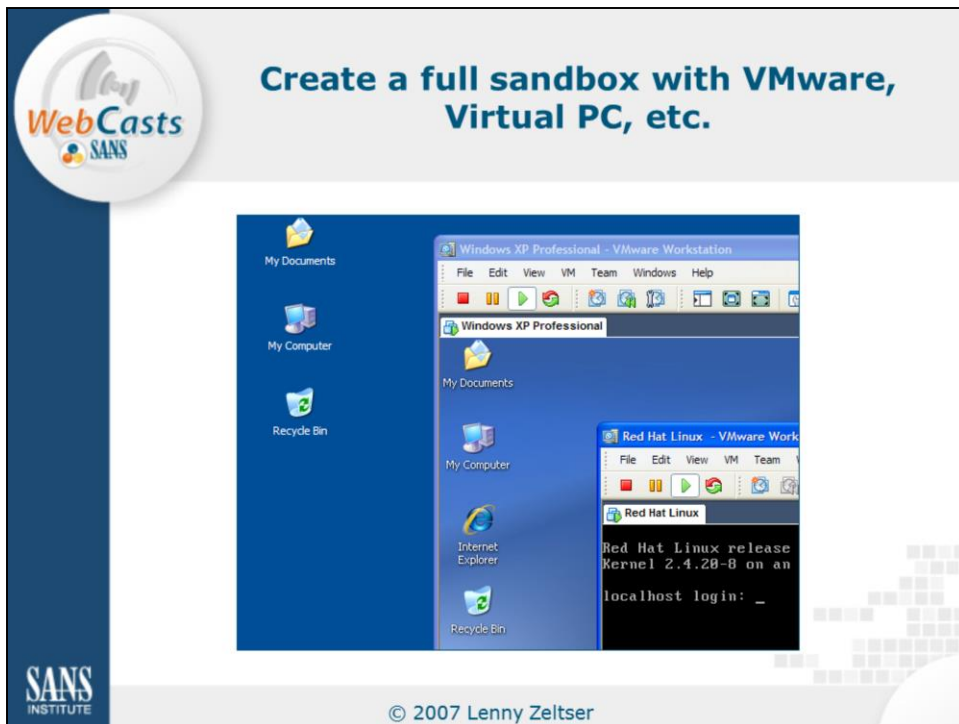 Create a full sandbox with VMware,
Virtual PC, etc.
WebCasts
SANS
My Documents
My Computer
Recycle Bin
Windows XP Professional - VMware Workstation
File Edit View VM Team Windows Help
Windows XP Professional
My Documents
My Computer
Internet
Explorer
Recycle Bin
Red Hat Linux - VMware Work
File Edit View VM Team
Red Hat Linux
Red Hat Linux release
Kernel 2.4.20-8 on an
localhost login: _
SANS
INSTITUTE
© 2007 Lenny Zeltser